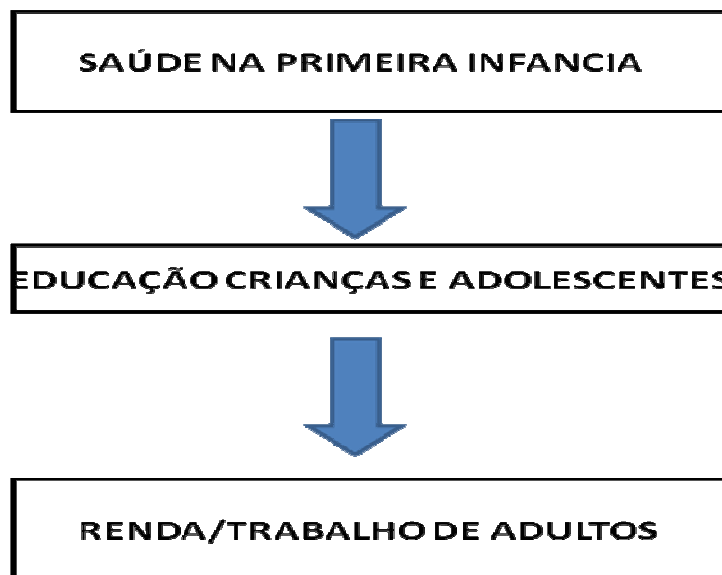 SAÚDE NA PRIMEIRA INFANCIA
EDUCAÇÃO CRIANÇAS E ADOLESCENTES
RENDA/TRABALHO DE ADULTOS